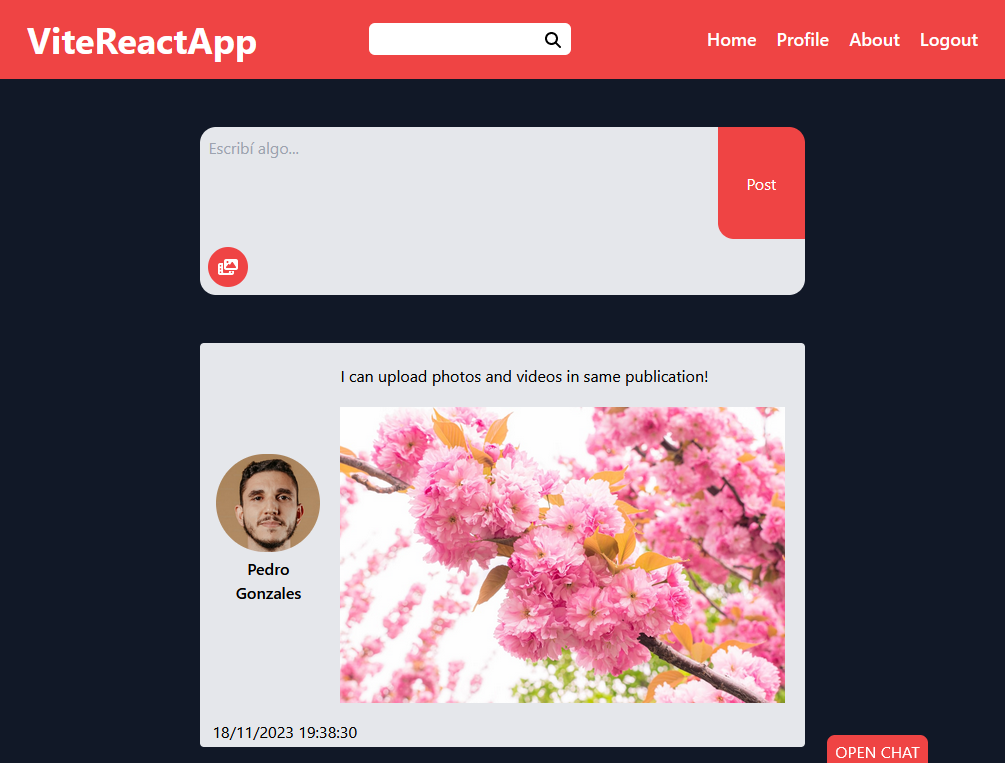 ViteReactApp
Home Profile About Logout
Escribí algo...
Post
I can upload photos and videos in same publication!
Pedro
Gonzales
18/11/2023 19:38:30
OPEN CHAT